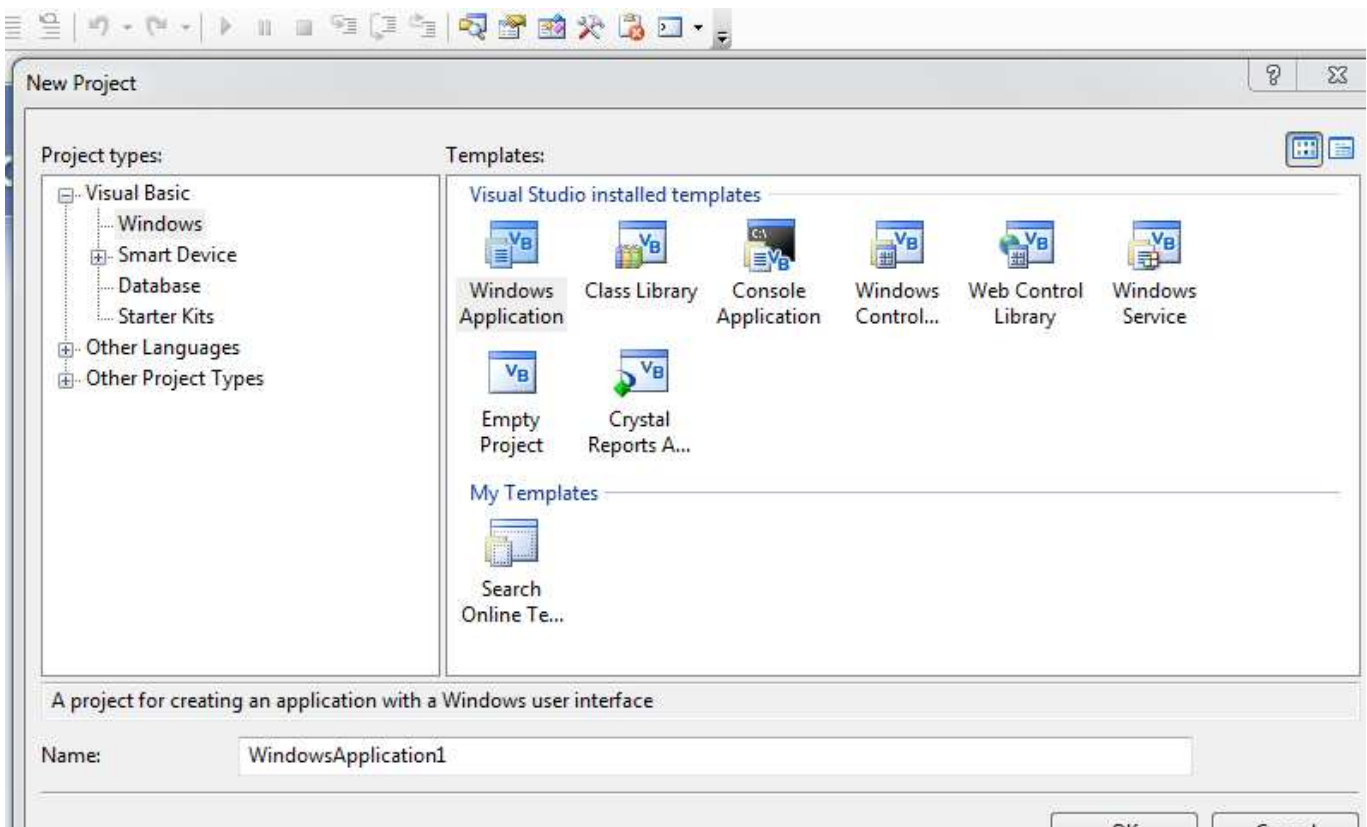 New Project
Project types:
Templates:
Visual Basic
Windows
Smart Device
Database
Starter Kits
Other Languages
Other Project Types
Visual Studio installed templates
Windows Application
Class Library
Console Application
Windows Control...
Web Control Library
Windows Service
Empty Project
Crystal Reports A...
My Templates
Search Online Te...
A project for creating an application with a Windows user interface
Name:
WindowsApplication1